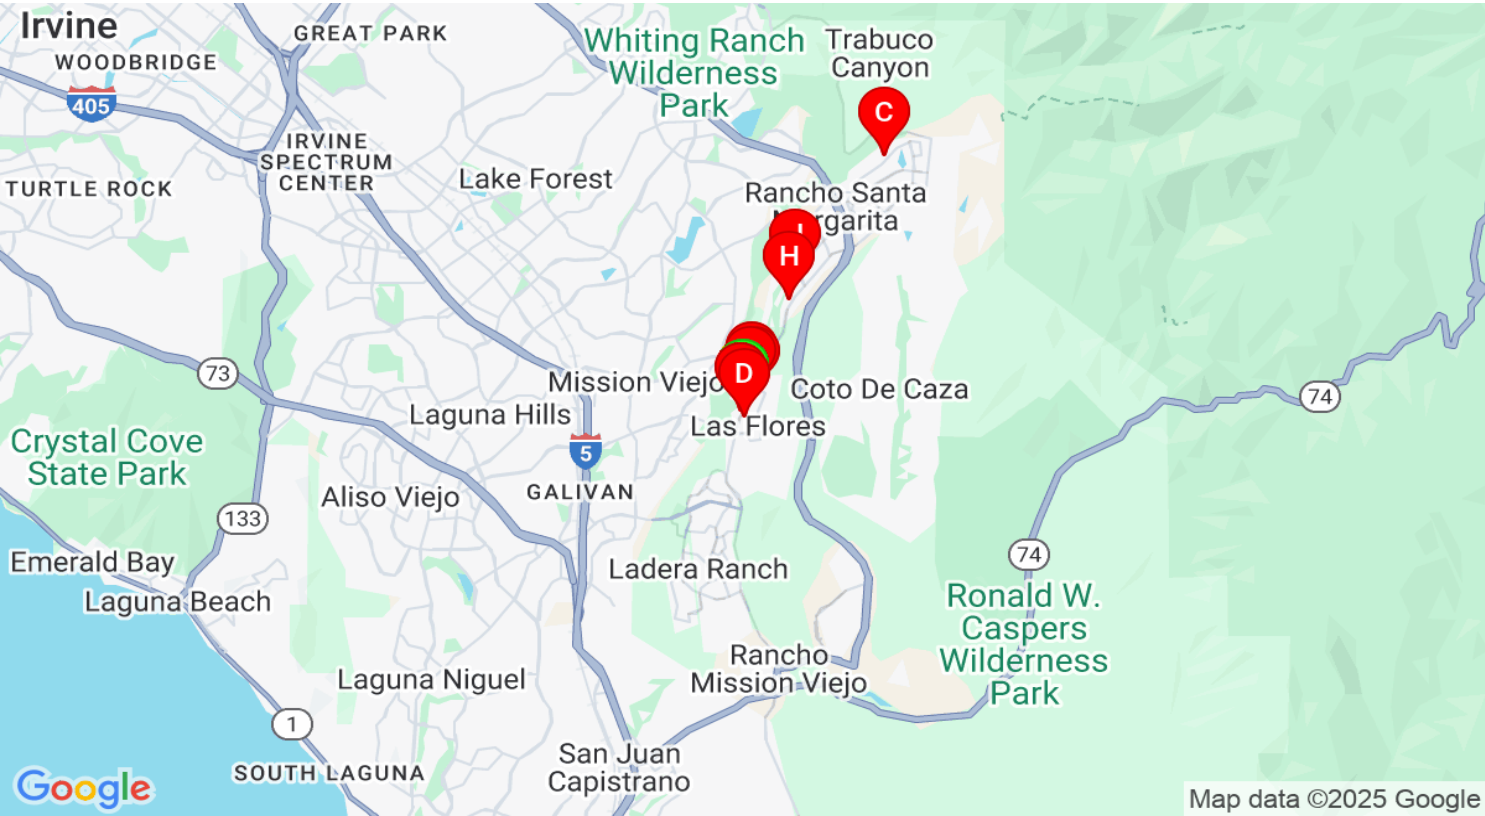 Irvine
GREAT PARK
WOODBRIDGE
Whiting Ranch
Wilderness
Park
Trabuco
Canyon
405
C
IRVINE
SPECTRUM
CENTER
TURTLE ROCK
Lake Forest
Rancho Santa
Margarita
H
73
Mission Viejo
D
Coto De Caza
74
Laguna Hills
Las Flores
Crystal Cove
State Park
5
GALIVAN
Aliso Viejo
133
74
Emerald Bay
Ladera Ranch
Laguna Beach
Ronald W.
Caspers
Wilderness
Park
Rancho
Mission Viejo
Laguna Niguel
1
San Juan
Capistrano
SOUTH LAGUNA
Google
Map data ©2025 Google